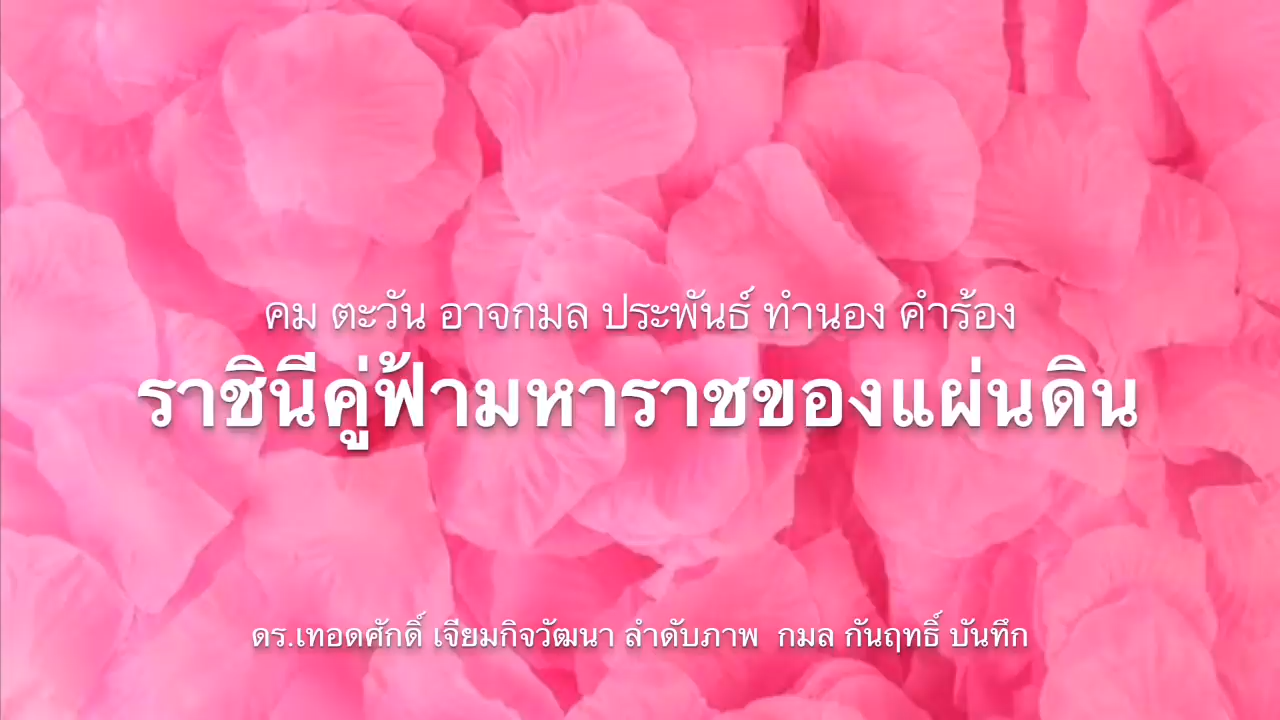 คม ตะวัน อาจกมล ประพันธ์ ทำนอง คำร้อง
ราชินีคู่ฟ้ามหาราชของแผ่นดิน
ดร.เทอดศักดิ์ เจียมกิจวัฒนา ลำดับภาพ กมล กันฤทธิ์ บันทึก